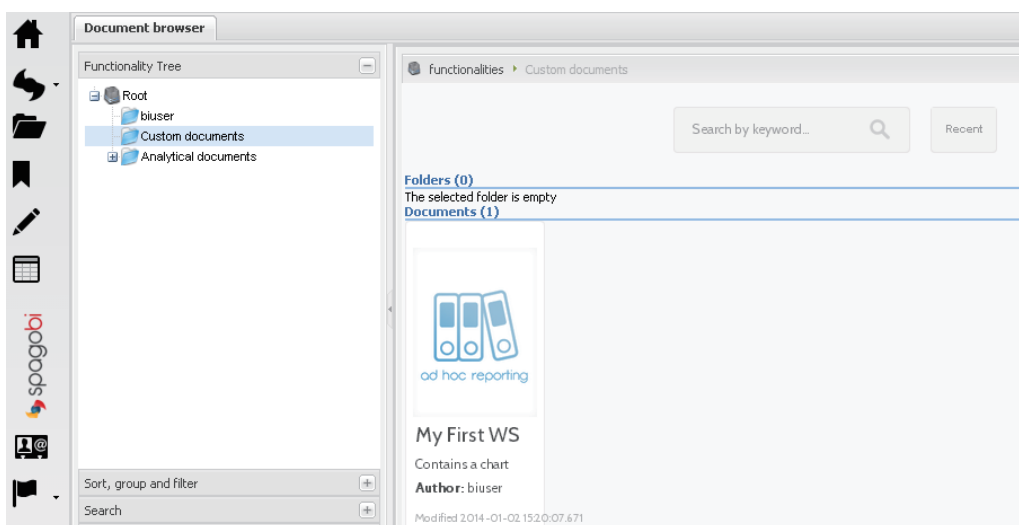 Document browser
Functionality Tree
Root
biuser
Custom documents
Analytical documents
Sort, group and filter
Search
spagobi
functionalities Custom documents
Search by keyword...
Recent
Folders (0)
The selected folder is empty
Documents (1)
ad hoc reporting
My First WS
Contains a chart
Author: biuser
Modified 2014-01-02 15:20:07.671